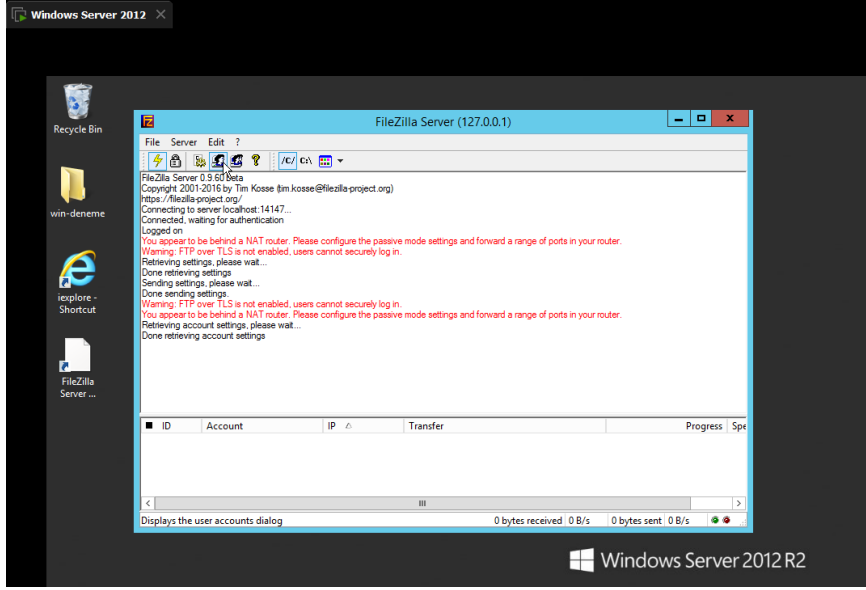 Windows Server 2012
Recycle Bin
win-deneme
iexplore -
Shortcut
FileZilla
Server ...
FileZilla Server (127.0.0.1)
File Server Edit ?
/C/ C:\
FileZilla Server 0.9.60 beta
Copyright 2001-2016 by Tim Kosse (tim.kosse@filezilla-project.org)
https://filezilla-project.org/
Connecting to server localhost:14147...
Connected, waiting for authentication
Logged on
You appear to be behind a NAT router. Please configure the passive mode settings and forward a range of ports in your router.
Warning: FTP over TLS is not enabled, users cannot securely log in.
Retrieving settings, please wait...
Done retrieving settings
Sending settings, please wait...
Done sending settings.
Warning: FTP over TLS is not enabled, users cannot securely log in.
You appear to be behind a NAT router. Please configure the passive mode settings and forward a range of ports in your router.
Retrieving account settings, please wait...
Done retrieving account settings
ID Account IP Transfer Progress Spe
Displays the user accounts dialog 0 bytes received 0 B/s 0 bytes sent 0 B/s
Windows Server 2012 R2